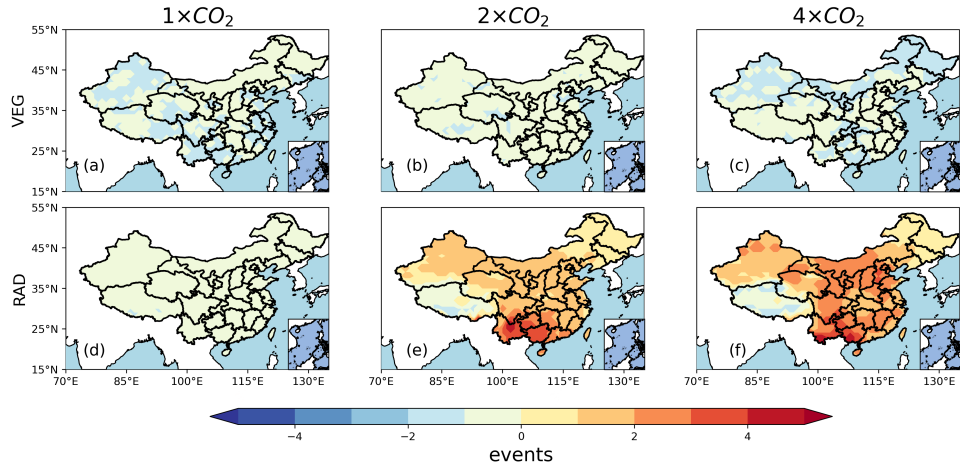 1×CO₂ 2×CO₂ 4×CO₂
55°N
45°N
35°N
25°N
15°N
VEG
(a) (b) (c)
55°N
45°N
35°N
25°N
15°N
RAD
(d) (e) (f)
70°E 85°E 100°E 115°E 130°E 70°E 85°E 100°E 115°E 130°E 70°E 85°E 100°E 115°E 130°E
−4 −2 0 2 4
events